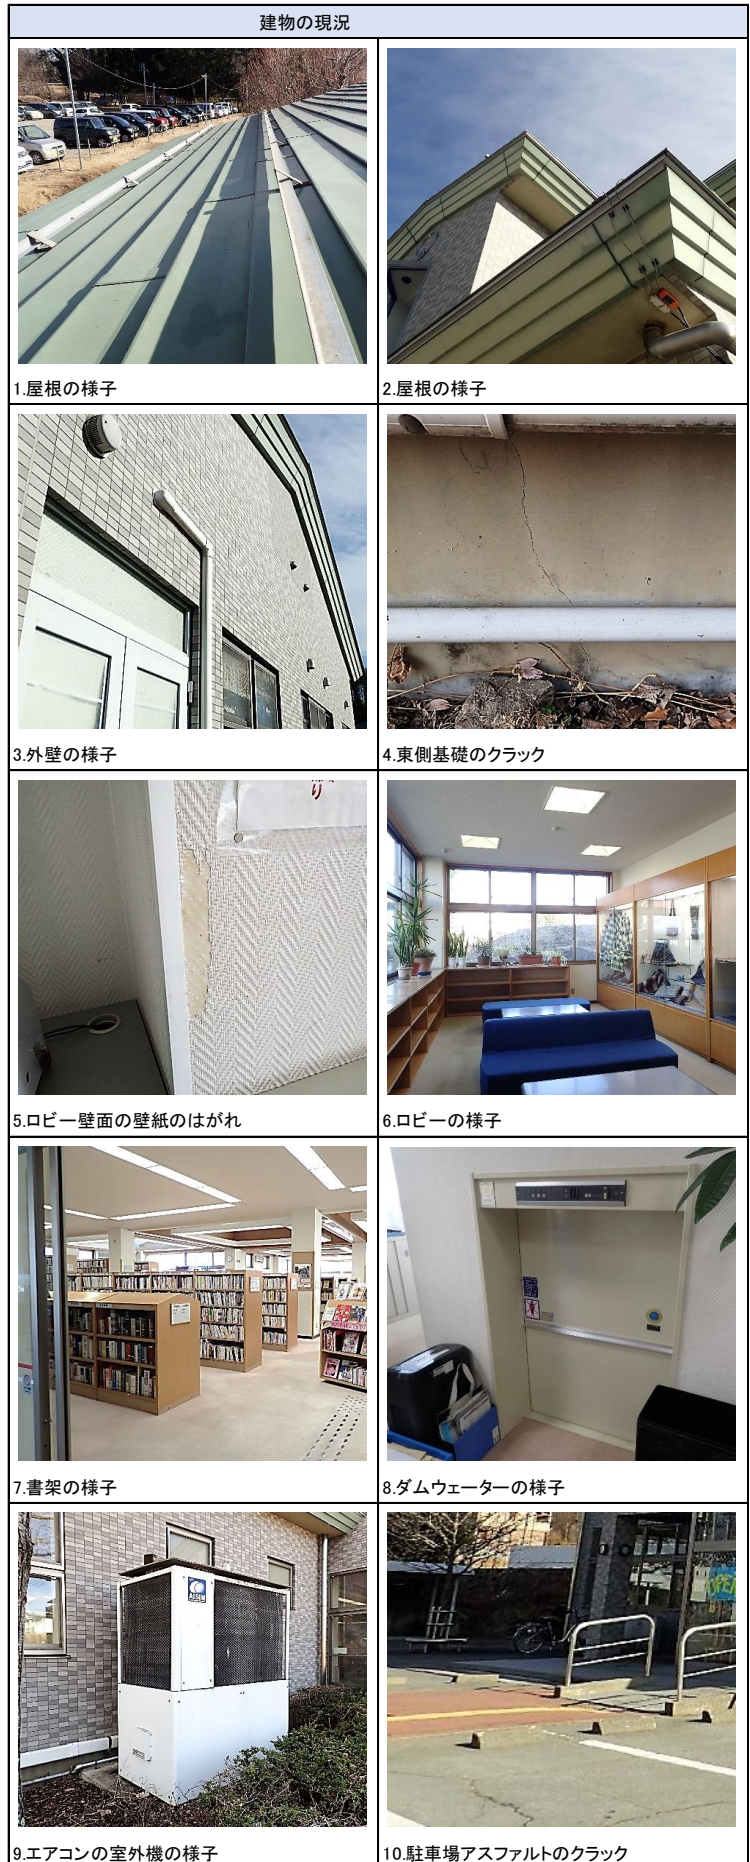 建物の現況
1.屋根の様子
2.屋根の様子
3.外壁の様子
4.東側基礎のクラック
り
5.ロビー壁面の壁紙のはがれ
6.ロビーの様子
7.書架の様子
8.ダムウェーターの様子
AISIN
OPEN
9.エアコンの室外機の様子
10.駐車場アスファルトのクラック